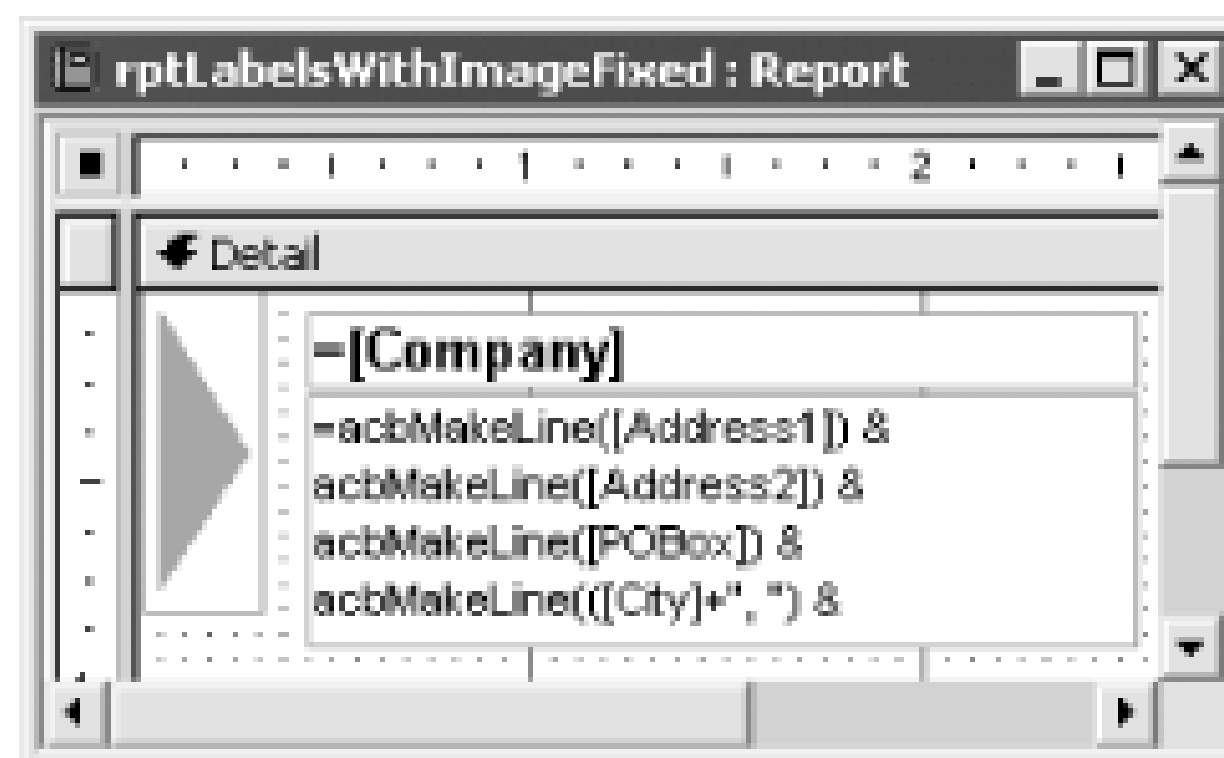 rptLabelsWithImageFixed : Report
1 2
Detail
=[Company]
=acbMakeLine([Address1]) &
acbMakeLine([Address2]) &
acbMakeLine([POBox]) &
acbMakeLine(([City]+", ") &